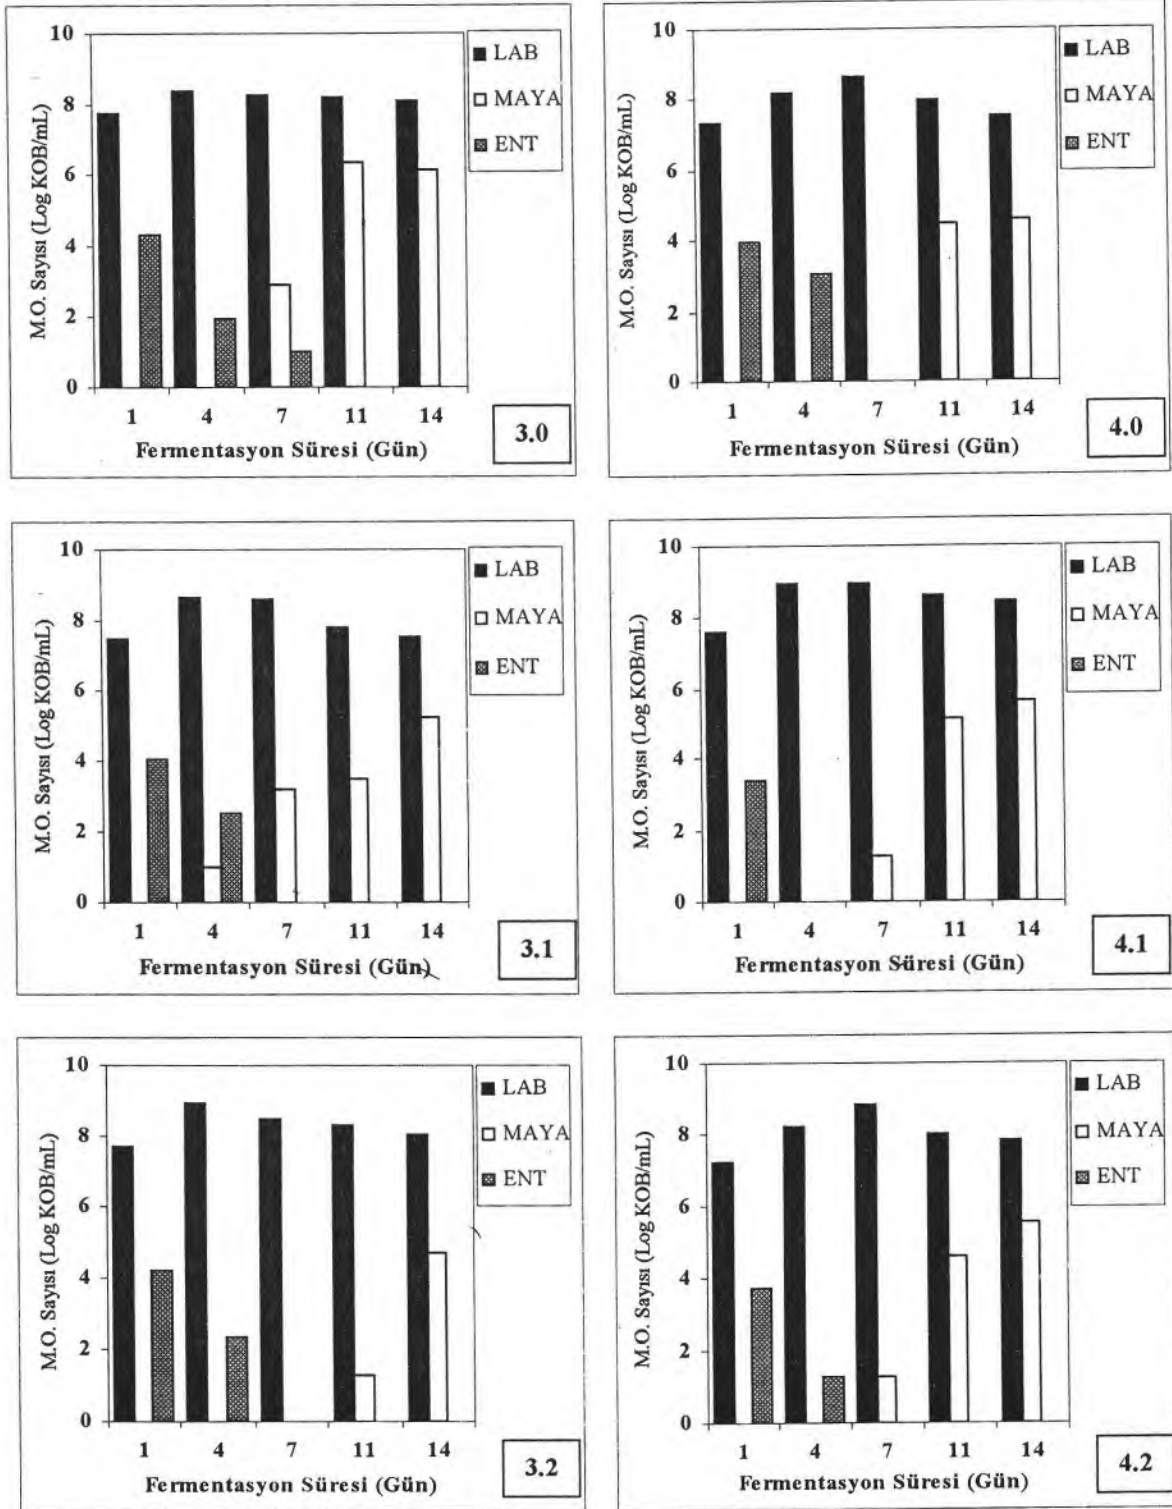 M.O. Sayısı (Log KOB/mL)
10
8
6
4
2
0
1 4 7 11 14
Fermentasyon Süresi (Gün)
LAB
MAYA
ENT
3.0
M.O. Sayısı (Log KOB/mL)
10
8
6
4
2
0
1 4 7 11 14
Fermentasyon Süresi (Gün)
LAB
MAYA
ENT
4.0
M.O. Sayısı (Log KOB/mL)
10
8
6
4
2
0
1 4 7 11 14
Fermentasyon Süresi (Gün)
LAB
MAYA
ENT
3.1
M.O. Sayısı (Log KOB/mL)
10
8
6
4
2
0
1 4 7 11 14
Fermentasyon Süresi (Gün)
LAB
MAYA
ENT
4.1
M.O. Sayısı (Log KOB/mL)
10
8
6
4
2
0
1 4 7 11 14
Fermentasyon Süresi (Gün)
LAB
MAYA
ENT
3.2
M.O. Sayısı (Log KOB/mL)
10
8
6
4
2
0
1 4 7 11 14
Fermentasyon Süresi (Gün)
LAB
MAYA
ENT
4.2